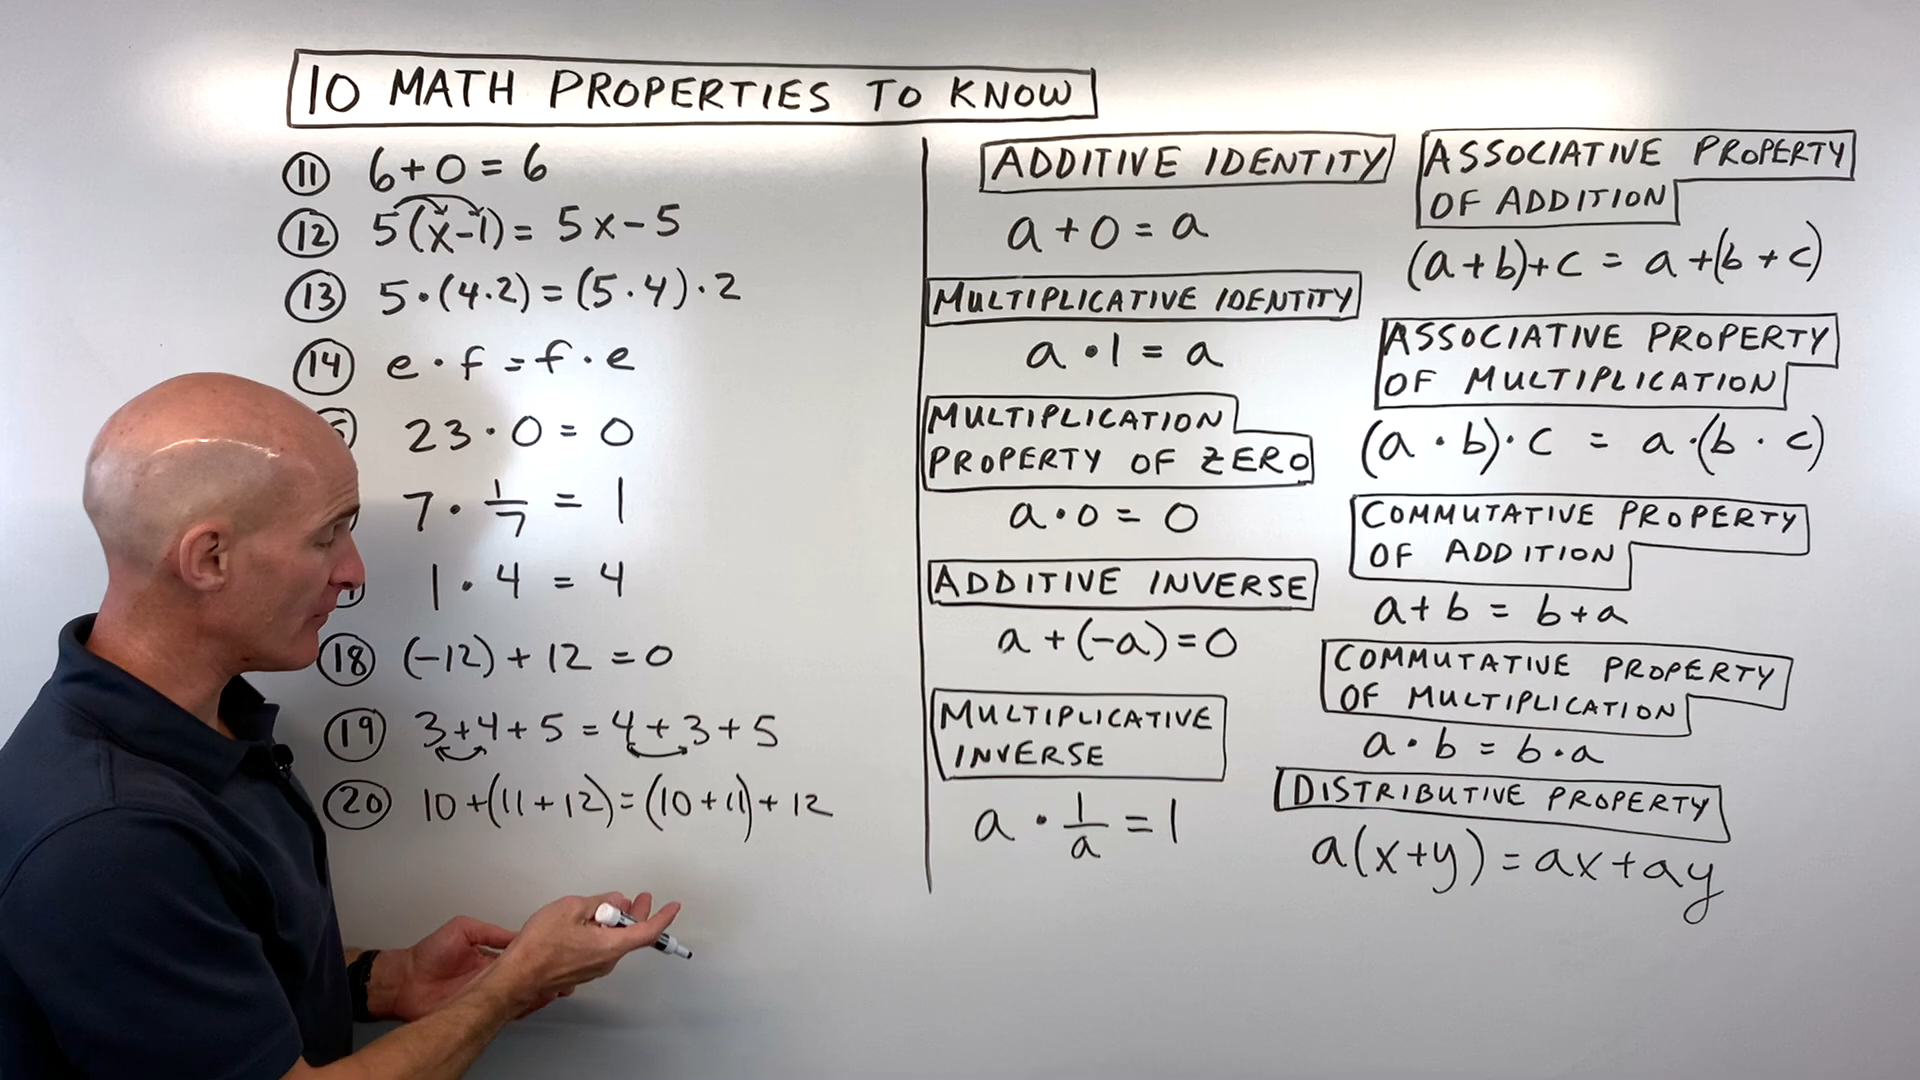 10 MATH PROPERTIES TO KNOW
11 6+0=6
12 5(x-1)= 5x-5
13 5·(4·2)=(5·4)·2
14 e·f=f·e
23·0=0
7·1/7=1
1·4=4
18 (-12)+12=0
19 3+4+5=4+3+5
20 10+(11+12)=(10+11)+12
ADDITIVE IDENTITY
a+0=a
MULTIPLICATIVE IDENTITY
a·1=a
MULTIPLICATION
PROPERTY OF ZERO
a·0=0
ADDITIVE INVERSE
a+(-a)=0
MULTIPLICATIVE
INVERSE
a·1/a=1
ASSOCIATIVE PROPERTY
OF ADDITION
(a+b)+c = a+(b+c)
ASSOCIATIVE PROPERTY
OF MULTIPLICATION
(a·b)·c = a·(b·c)
COMMUTATIVE PROPERTY
OF ADDITION
a+b=b+a
COMMUTATIVE PROPERTY
OF MULTIPLICATION
a·b=b·a
DISTRIBUTIVE PROPERTY
a(x+y)=ax+ay